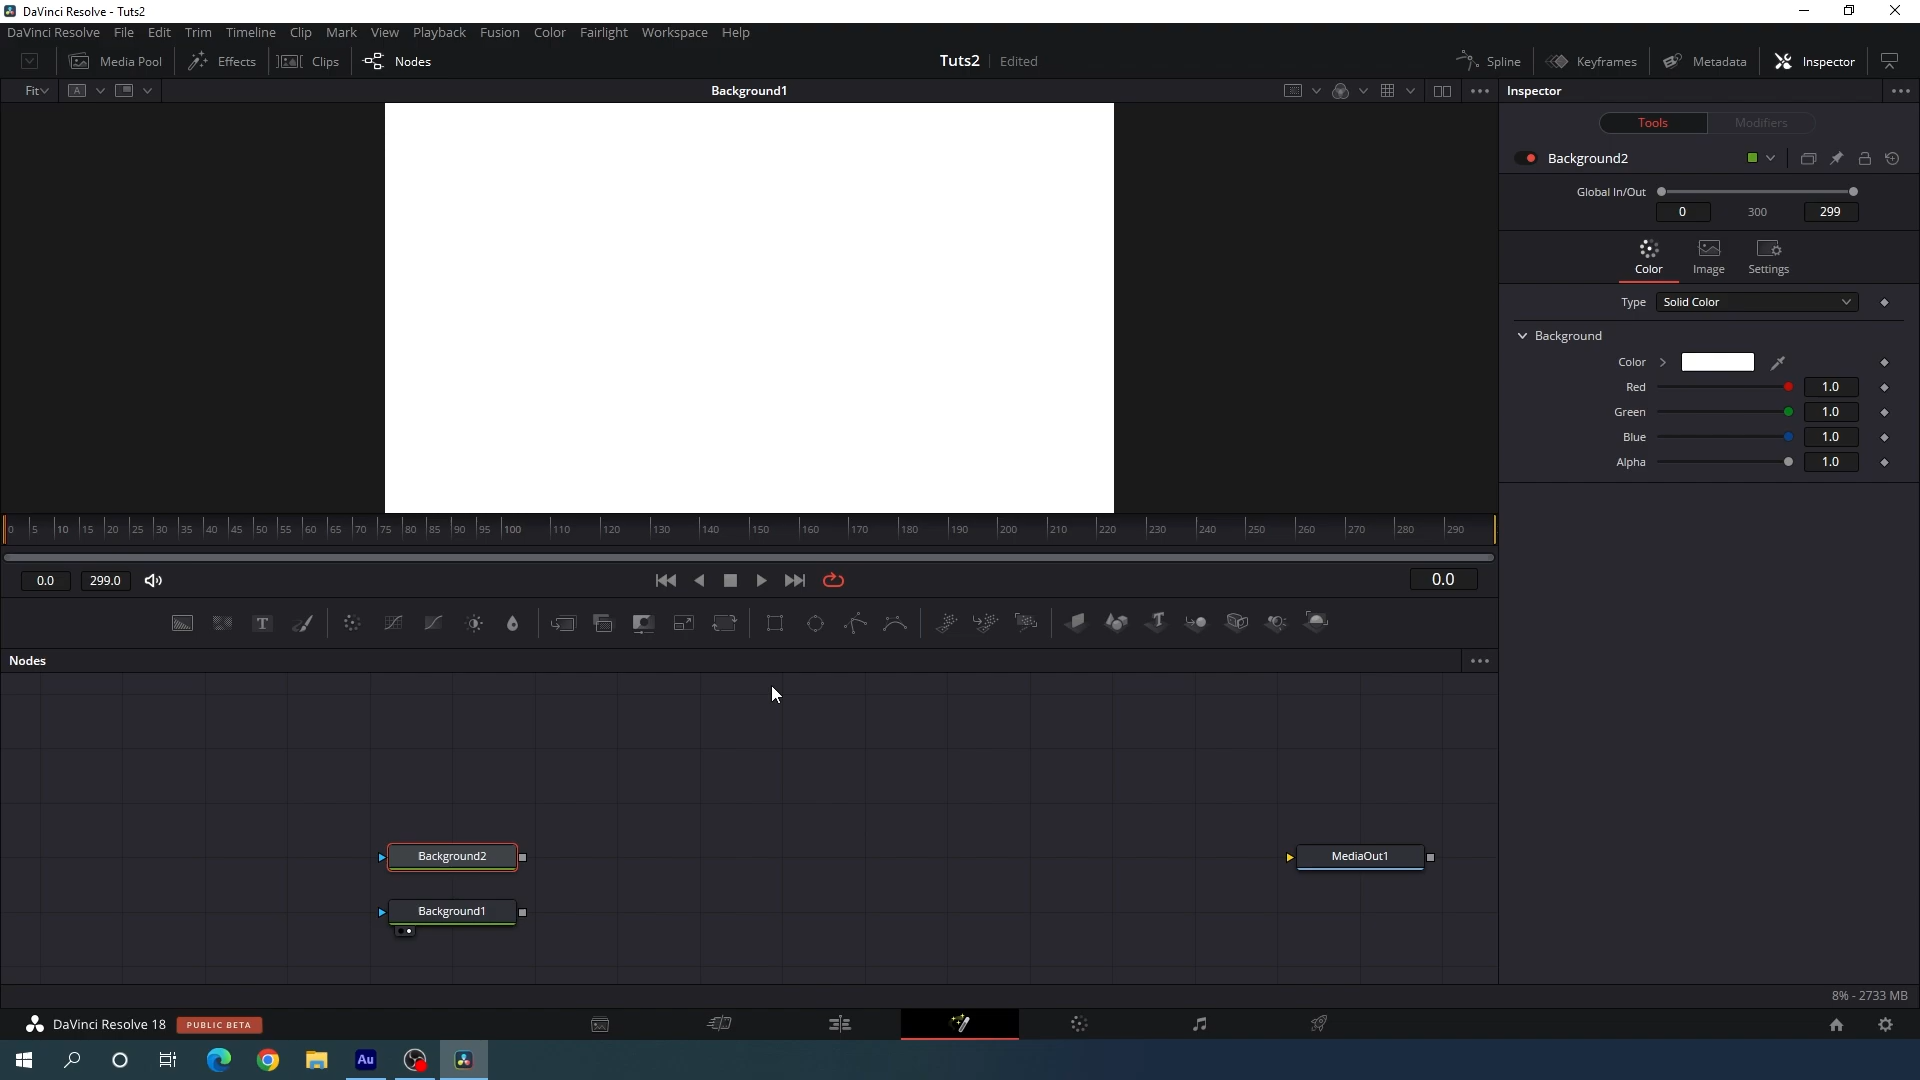 DaVinci Resolve - Tuts2
DaVinci Resolve File Edit Trim Timeline Clip Mark View Playback Fusion Color Fairlight Workspace Help
Media Pool Effects Clips Nodes Tuts2 Edited Spline Keyframes Metadata Inspector
Fit A Background1 Inspector
Tools Modifiers
Background2
Global In/Out
0 300 299
Color Image Settings
Type Solid Color
Background
Color
Red 1.0
Green 1.0
Blue 1.0
Alpha 1.0
0 5 10 15 20 25 30 35 40 45 50 55 60 65 70 75 80 85 90 95 100 110 120 130 140 150 160 170 180 190 200 210 220 230 240 250 260 270 280 290
0.0 299.0 0.0
T T
Nodes
Background2 MediaOut1
Background1
8% - 2733 MB
DaVinci Resolve 18 PUBLIC BETA
Au